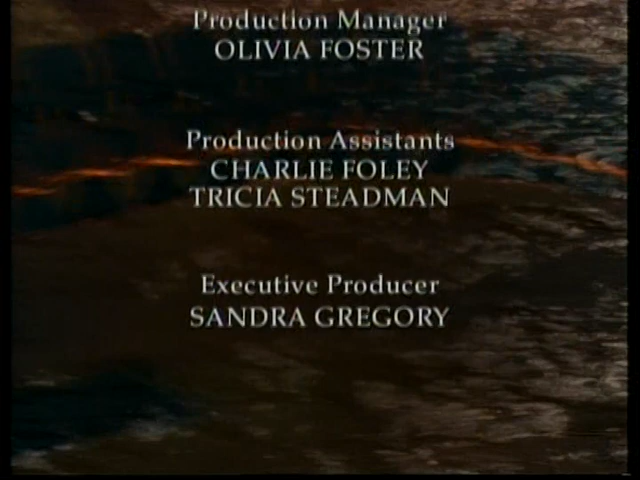 Production Manager
OLIVIA FOSTER
Production Assistants
CHARLIE FOLEY
TRICIA STEADMAN
Executive Producer
SANDRA GREGORY